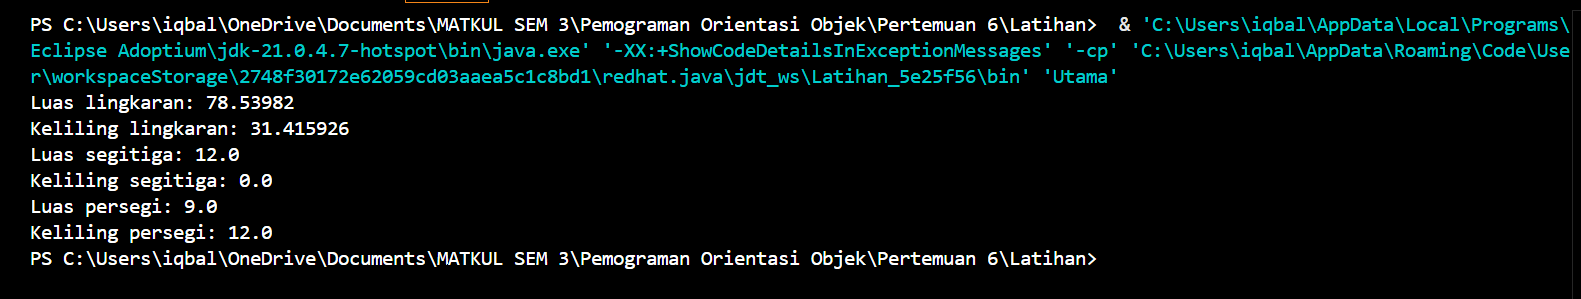 PS C:\Users\iqbal\OneDrive\Documents\MATKUL SEM 3\Pemograman Orientasi Objek\Pertemuan 6\Latihan>  & 'C:\Users\iqbal\AppData\Local\Programs\
Eclipse Adoptium\jdk-21.0.4.7-hotspot\bin\java.exe' '-XX:+ShowCodeDetailsInExceptionMessages' '-cp' 'C:\Users\iqbal\AppData\Roaming\Code\Use
r\workspaceStorage\2748f30172e62059cd03aaea5c1c8bd1\redhat.java\jdt_ws\Latihan_5e25f56\bin' 'Utama'
Luas lingkaran: 78.53982
Keliling lingkaran: 31.415926
Luas segitiga: 12.0
Keliling segitiga: 0.0
Luas persegi: 9.0
Keliling persegi: 12.0
PS C:\Users\iqbal\OneDrive\Documents\MATKUL SEM 3\Pemograman Orientasi Objek\Pertemuan 6\Latihan>